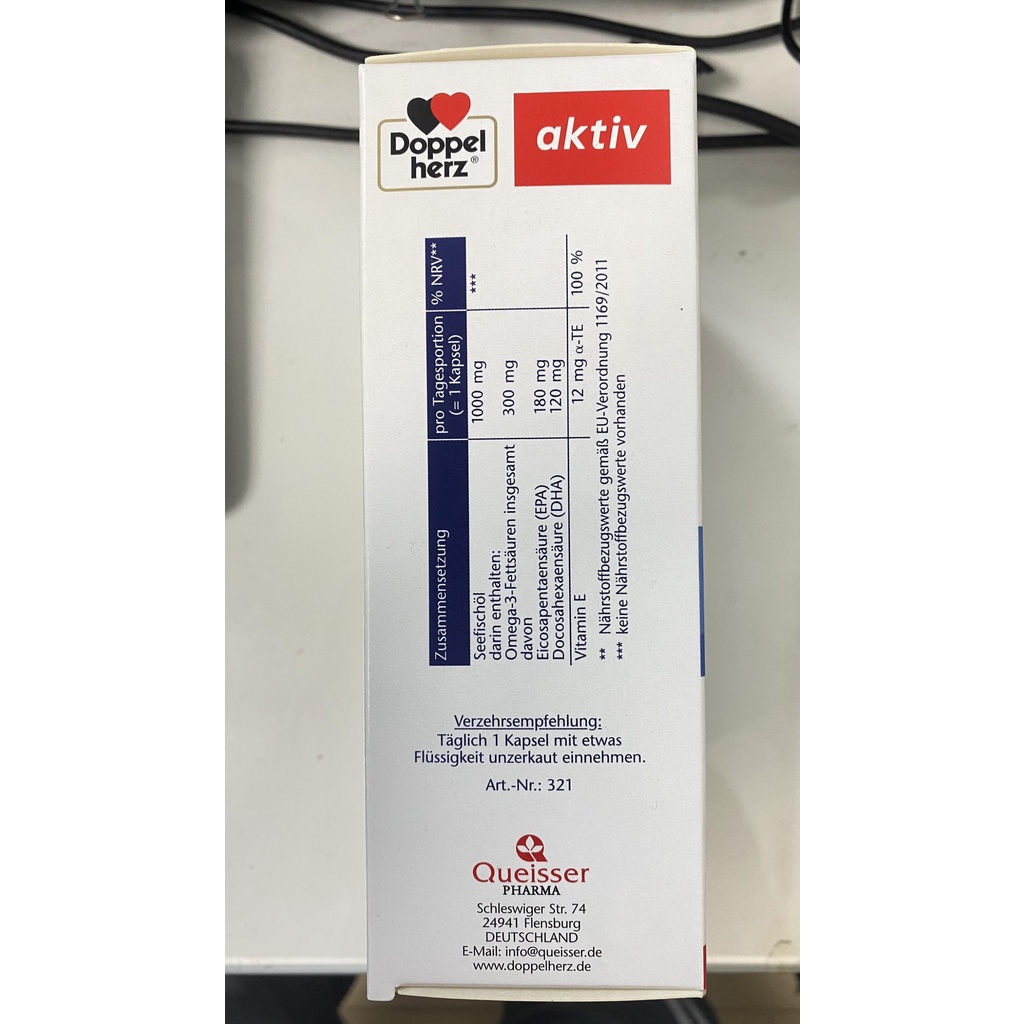 Doppel
herz®
aktiv
Zusammensetzung pro Tagesportion % NRV**
(= 1 Kapsel)
Seefischöl 1000 mg ***
darin enthalten:
Omega-3-Fettsäuren insgesamt 300 mg
davon
Eicosapentaensäure (EPA) 180 mg
Docosahexaensäure (DHA) 120 mg
Vitamin E 12 mg α-TE 100 %
** Nährstoffbezugswerte gemäß EU-Verordnung 1169/2011
*** keine Nährstoffbezugswerte vorhanden
Verzehrsempfehlung:
Täglich 1 Kapsel mit etwas
Flüssigkeit unzerkaut einnehmen.
Art.-Nr.: 321
Queisser
PHARMA
Schleswiger Str. 74
24941 Flensburg
DEUTSCHLAND
E-Mail: info@queisser.de
www.doppelherz.de